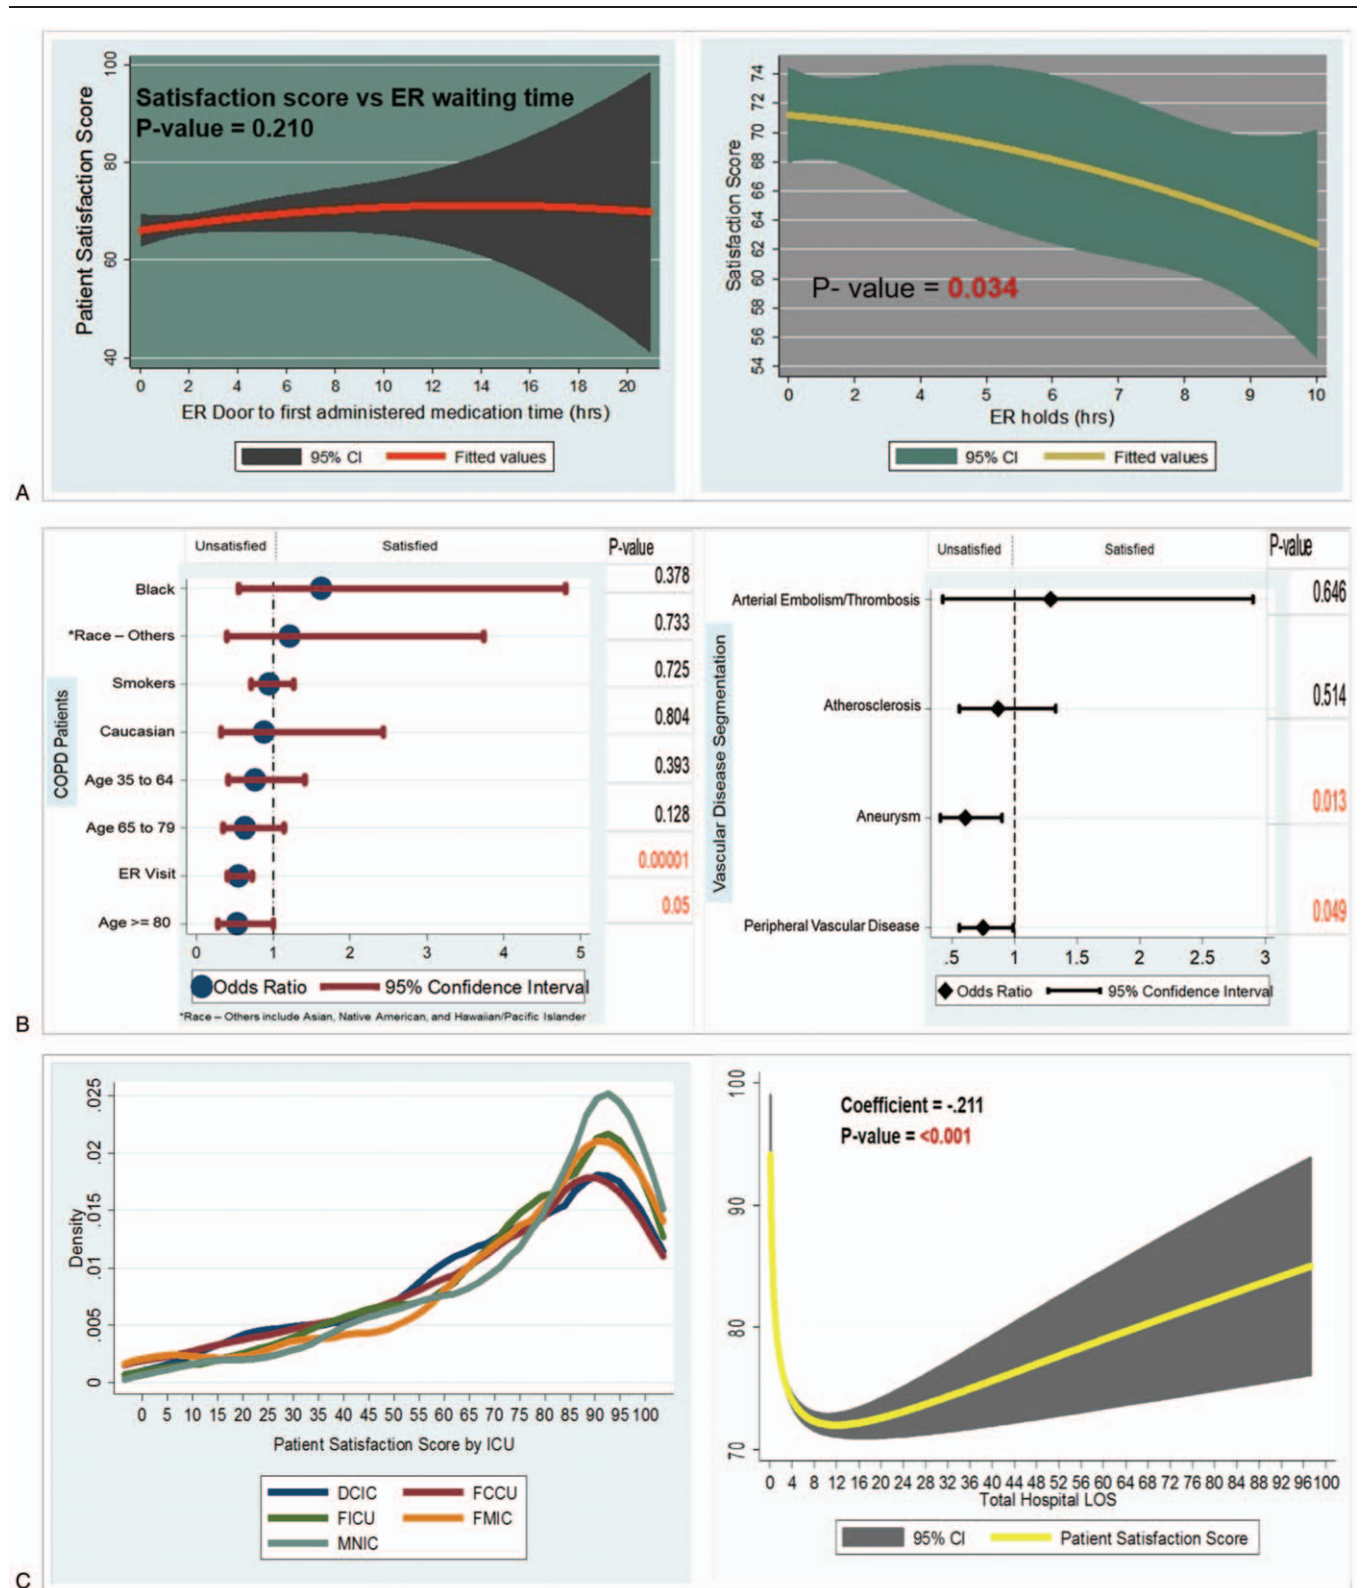 100
80
60
40
Patient Satisfaction Score
Satisfaction score vs ER waiting time
P-value = 0.210
0 2 4 6 8 10 12 14 16 18 20
ER Door to first administered medication time (hrs)
95% CI Fitted values
74
72
70
68
66
64
62
60
58
56
54
Satisfaction Score
P- value = 0.034
0 2 4 5 6 7 8 9 10
ER holds (hrs)
95% CI Fitted values
A
Unsatisfied Satisfied P-value
COPD Patients
Black 0.378
*Race – Others 0.733
Smokers 0.725
Caucasian 0.804
Age 35 to 64 0.393
Age 65 to 79 0.128
ER Visit 0.00001
Age >= 80 0.05
0 1 2 3 4 5
Odds Ratio 95% Confidence Interval
*Race – Others include Asian, Native American, and Hawaiian/Pacific Islander
Unsatisfied Satisfied P-value
Vascular Disease Segmentation
Arterial Embolism/Thrombosis 0.646
Atherosclerosis 0.514
Aneurysm 0.013
Peripheral Vascular Disease 0.049
.5 1 1.5 2 2.5 3
Odds Ratio 95% Confidence Interval
B
.025
.02
.015
.01
.005
0
Density
0 5 10 15 20 25 30 35 40 45 50 55 60 65 70 75 80 85 90 95 100
Patient Satisfaction Score by ICU
DCIC FCCU
FICU FMIC
MNIC
100
90
80
70
Coefficient = -.211
P-value = <0.001
0 4 8 12 16 20 24 28 32 36 40 44 48 52 56 60 64 68 72 76 80 84 88 92 96 100
Total Hospital LOS
95% CI Patient Satisfaction Score
C